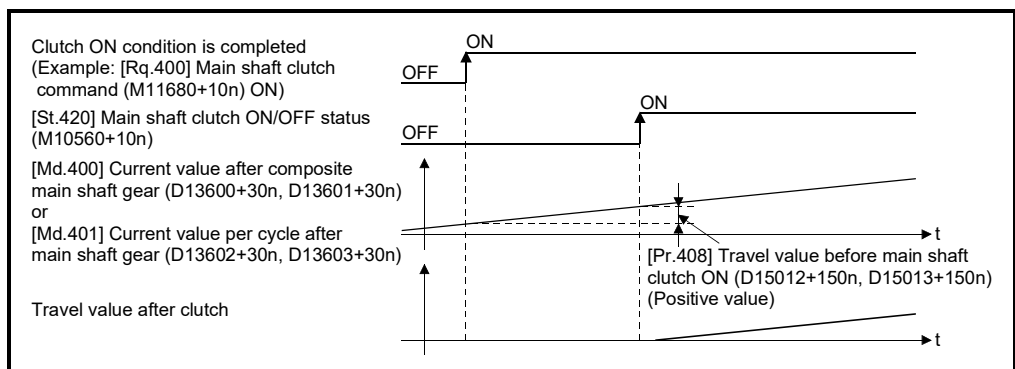 Clutch ON condition is completed
(Example: [Rq.400] Main shaft clutch
command (M11680+10n) ON)
OFF
ON
[St.420] Main shaft clutch ON/OFF status
(M10560+10n)
OFF
ON
[Md.400] Current value after composite
main shaft gear (D13600+30n, D13601+30n)
or
[Md.401] Current value per cycle after
main shaft gear (D13602+30n, D13603+30n)
t
[Pr.408] Travel value before main shaft
clutch ON (D15012+150n, D15013+150n)
(Positive value)
Travel value after clutch
t